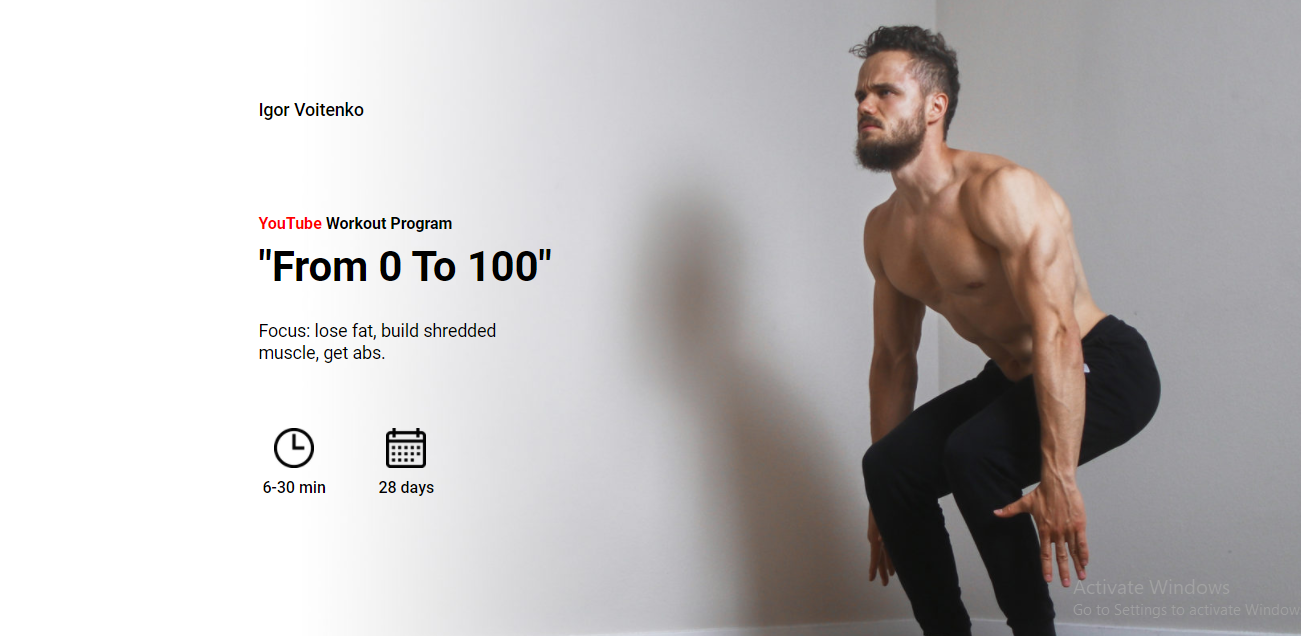 Igor Voitenko
YouTube Workout Program
"From 0 To 100"
Focus: lose fat, build shredded
muscle, get abs.
6-30 min
28 days
Activate Windows
Go to Settings to activate Window